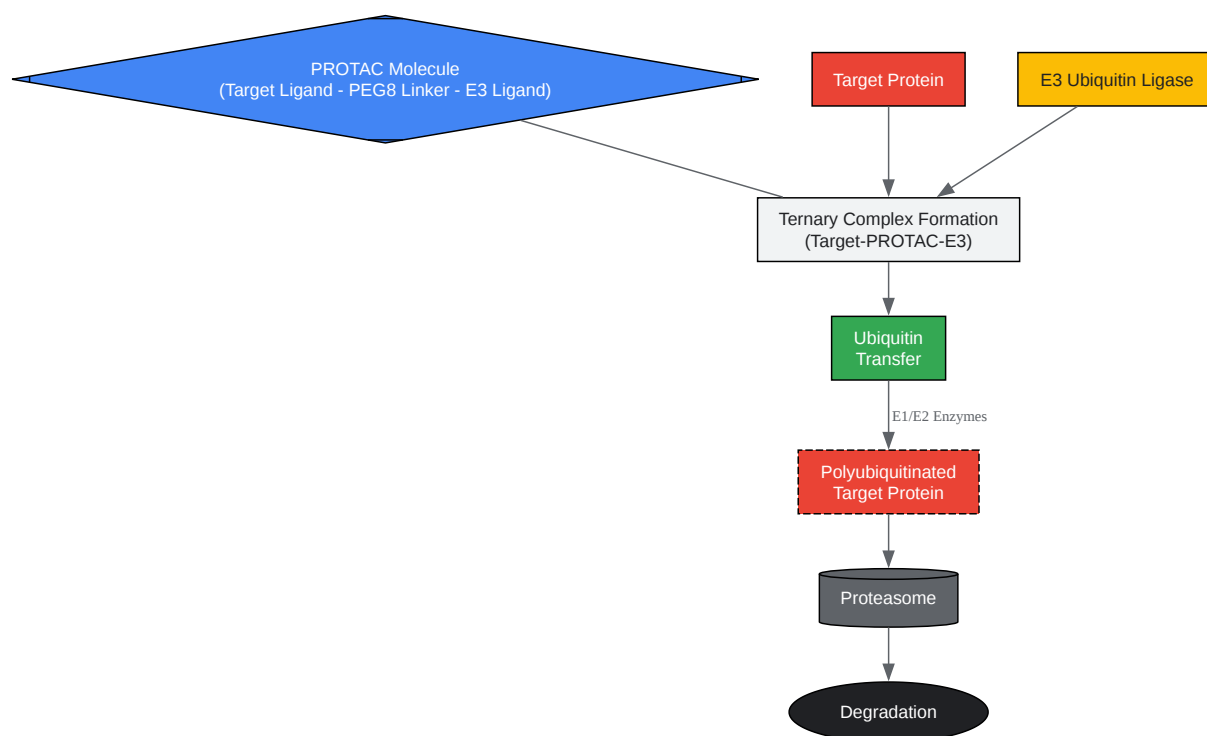 PROTAC Molecule
(Target Ligand - PEG8 Linker - E3 Ligand)
Target Protein
E3 Ubiquitin Ligase
Ternary Complex Formation
(Target-PROTAC-E3)
Ubiquitin
Transfer
E1/E2 Enzymes
Polyubiquitinated
Target Protein
Proteasome
Degradation